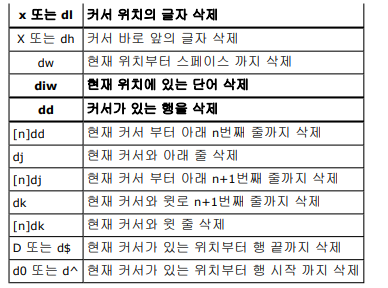 x 또는 dl 커서 위치의 글자 삭제
X 또는 dh 커서 바로 앞의 글자 삭제
dw 현재 위치부터 스페이스 까지 삭제
diw 현재 위치에 있는 단어 삭제
dd 커서가 있는 행을 삭제
[n]dd 현재 커서 부터 아래 n번째 줄까지 삭제
dj 현재 커서와 아래 줄 삭제
[n]dj 현재 커서 부터 아래 n+1번째 줄까지 삭제
dk 현재 커서와 윗로 n+1번째 줄까지 삭제
[n]dk 현재 커서와 윗 줄 삭제
D 또는 d$ 현재 커서가 있는 위치부터 행 끝까지 삭제
d0 또는 d^ 현재 커서가 있는 위치부터 행 시작 까지 삭제